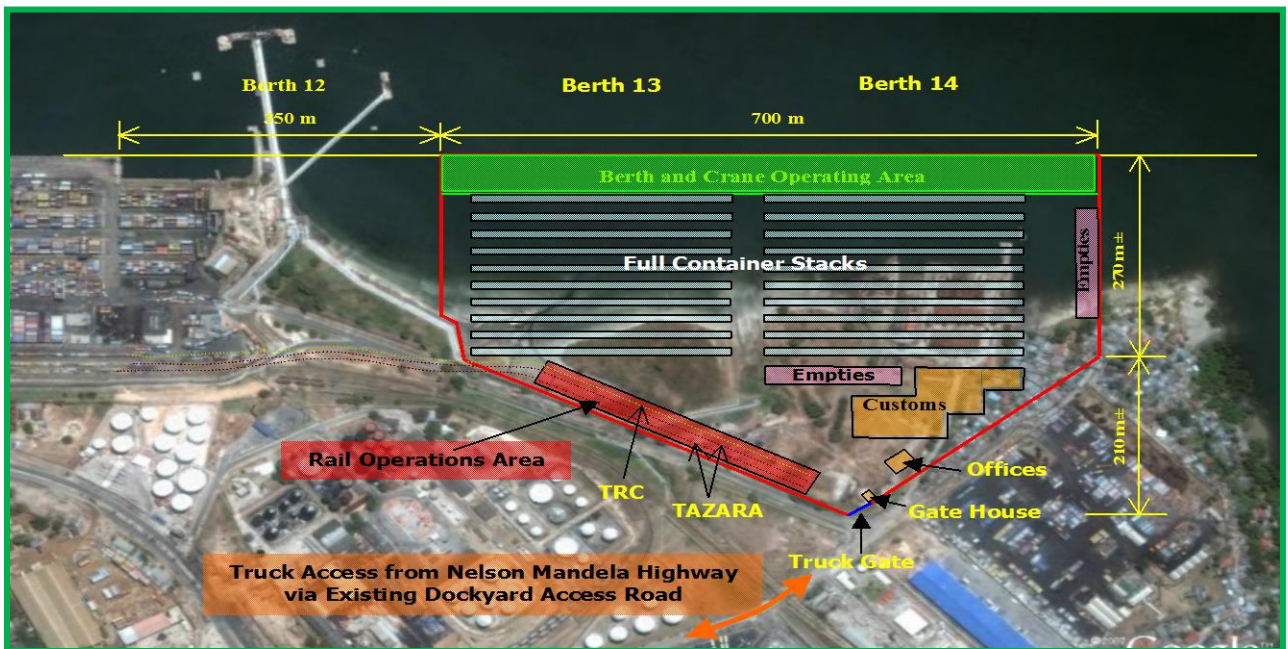 Berth 12
Berth 13
Berth 14
350 m
700 m
Berth and Crane Operating Area
Empties
270m±
Full Container Stacks
Empties
Customs
210m±
Rail Operations Area
TRC
TAZARA
Offices
Gate House
Truck Gate
Truck Access from Nelson Mandela Highway
via Existing Dockyard Access Road
©2007 Google™